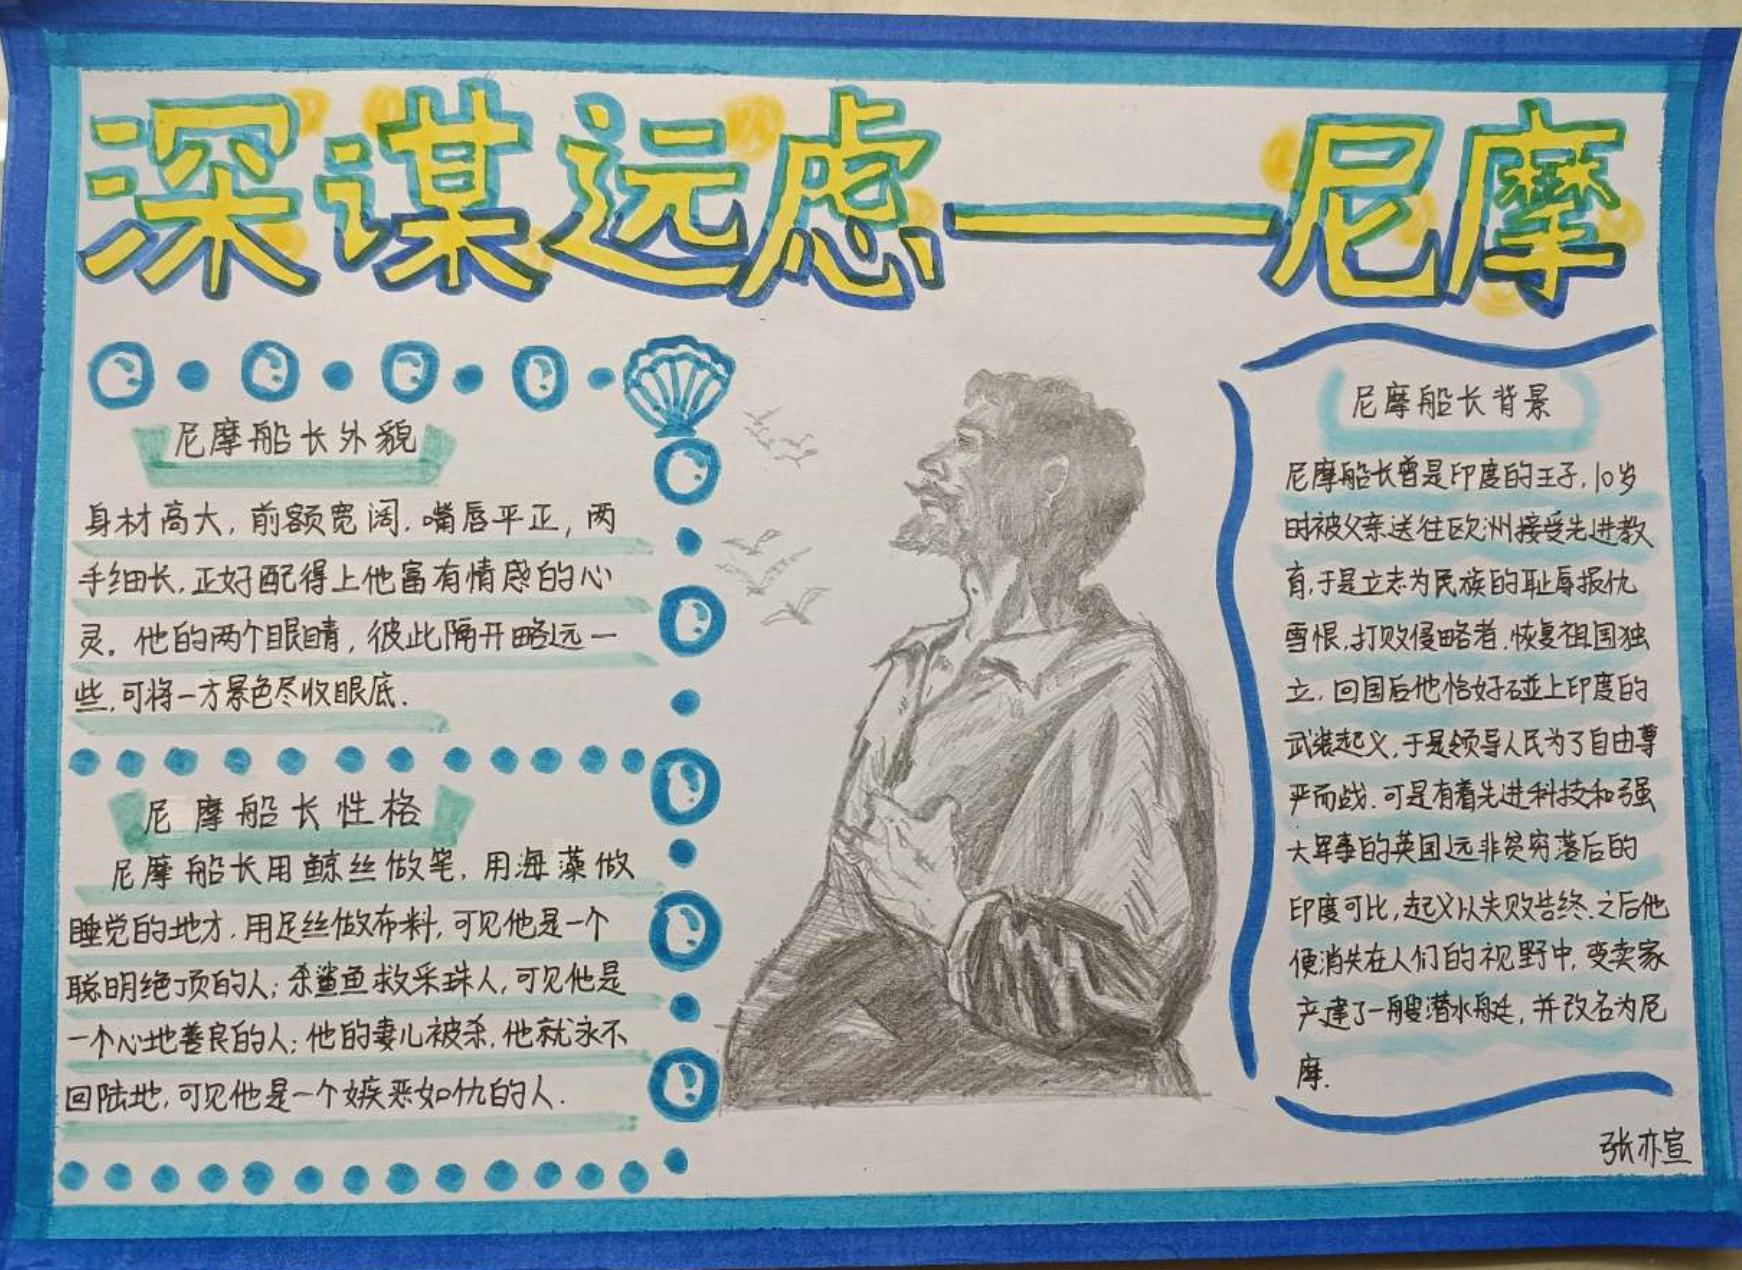 深谋远虑——尼摩
尼摩船长外貌
身材高大，前额宽阔，嘴唇平正，两
手细长，正好配得上他富有情感的心
灵。他的两个眼睛，彼此隔开略远一
些，可将一方景色尽收眼底.
尼摩船长性格
尼摩船长用鲸丝做笔，用海藻做
睡觉的地方，用足丝做布料，可见他是一个
聪明绝顶的人；杀鲨鱼救采珠人，可见他是
一个心地善良的人；他的妻儿被杀，他就永不
回陆地，可见他是一个嫉恶如仇的人.
尼摩船长背景
尼摩船长曾是印度的王子，10岁
时被父亲送往欧洲接受先进教
育，于是立志为民族的耻辱报仇
雪恨，打败侵略者，恢复祖国独
立，回国后他恰好碰上印度的
武装起义，于是领导人民为了自由尊
严而战，可是有着先进科技和强
大军事的英国远非贫穷落后的
印度可比，起义以失败告终，之后他
便消失在人们的视野中，变卖家
产建了一艘潜水艇，并改名为尼
摩.
张亦宣